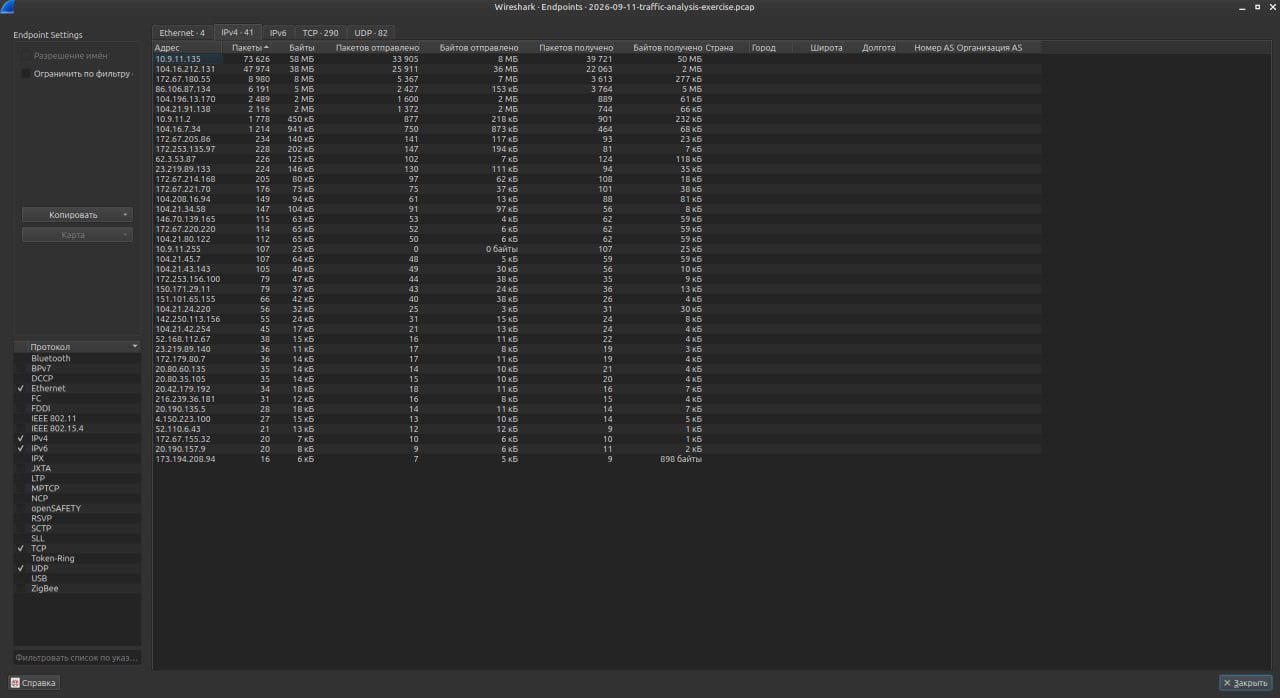 Wireshark · Endpoints · 2026-09-11-traffic-analysis-exercise.pcap
Endpoint Settings
Разрешение имён
Ограничить по фильтру
Копировать
Карта
Протокол
Bluetooth
BPv7
DCCP
Ethernet
FC
FDDI
IEEE 802.11
IEEE 802.15.4
IPv4
IPv6
IPX
JXTA
LTP
MPTCP
NCP
openSAFETY
RSVP
SCTP
SLL
TCP
Token-Ring
UDP
USB
ZigBee
Фильтровать список по указ…
Справка
Ethernet · 4 IPv4 · 41 IPv6 TCP · 290 UDP · 82
Адрес Пакеты Байты Пакетов отправлено Байтов отправлено Пакетов получено Байтов получено Страна Город Широта Долгота Номер AS Организация AS
10.9.11.135 73 626 58 МБ 33 905 8 МБ 39 721 50 МБ
104.16.212.131 47 974 38 МБ 25 911 36 МБ 22 063 2 МБ
172.67.180.55 8 980 8 МБ 5 367 7 МБ 3 613 277 кБ
86.106.87.134 6 191 5 МБ 2 427 153 кБ 3 764 5 МБ
104.196.13.170 2 489 2 МБ 1 600 2 МБ 889 61 кБ
104.21.91.138 2 116 2 МБ 1 372 2 МБ 744 66 кБ
10.9.11.2 1 778 450 кБ 877 218 кБ 901 232 кБ
104.16.7.34 1 214 941 кБ 750 873 кБ 464 68 кБ
172.67.205.86 234 140 кБ 141 117 кБ 93 23 кБ
172.253.135.97 228 202 кБ 147 194 кБ 81 7 кБ
62.3.53.87 226 125 кБ 102 7 кБ 124 118 кБ
23.219.89.133 224 146 кБ 130 111 кБ 94 35 кБ
172.67.214.168 205 80 кБ 97 62 кБ 108 18 кБ
172.67.221.70 176 75 кБ 75 37 кБ 101 38 кБ
104.208.16.94 149 94 кБ 61 13 кБ 88 81 кБ
104.21.34.58 147 104 кБ 91 97 кБ 56 8 кБ
146.70.139.165 115 63 кБ 53 4 кБ 62 59 кБ
172.67.220.220 114 65 кБ 52 6 кБ 62 59 кБ
104.21.80.122 112 65 кБ 50 6 кБ 62 59 кБ
10.9.11.255 107 25 кБ 0 0 байты 107 25 кБ
104.21.45.7 107 64 кБ 48 5 кБ 59 59 кБ
104.21.43.143 105 40 кБ 49 30 кБ 56 10 кБ
172.253.156.100 79 47 кБ 44 38 кБ 35 9 кБ
150.171.29.11 79 37 кБ 43 24 кБ 36 13 кБ
151.101.65.155 66 42 кБ 40 38 кБ 26 4 кБ
104.21.24.220 56 32 кБ 25 3 кБ 31 30 кБ
142.250.113.156 55 24 кБ 31 15 кБ 24 8 кБ
104.21.42.254 45 17 кБ 21 13 кБ 24 4 кБ
52.168.112.67 38 15 кБ 16 11 кБ 22 4 кБ
23.219.89.140 36 11 кБ 17 8 кБ 19 3 кБ
172.179.80.7 36 14 кБ 17 11 кБ 19 4 кБ
20.80.60.135 35 14 кБ 14 10 кБ 21 4 кБ
20.80.35.105 35 14 кБ 15 10 кБ 20 4 кБ
20.42.179.192 34 18 кБ 18 11 кБ 16 7 кБ
216.239.36.181 31 12 кБ 16 8 кБ 15 4 кБ
20.190.135.5 28 18 кБ 14 11 кБ 14 7 кБ
4.150.223.100 27 15 кБ 13 10 кБ 14 5 кБ
52.110.6.43 21 13 кБ 12 12 кБ 9 1 кБ
172.67.155.32 20 7 кБ 10 6 кБ 10 1 кБ
20.190.157.9 20 8 кБ 9 6 кБ 11 2 кБ
173.194.208.94 16 6 кБ 7 5 кБ 9 898 байты
Закрыть